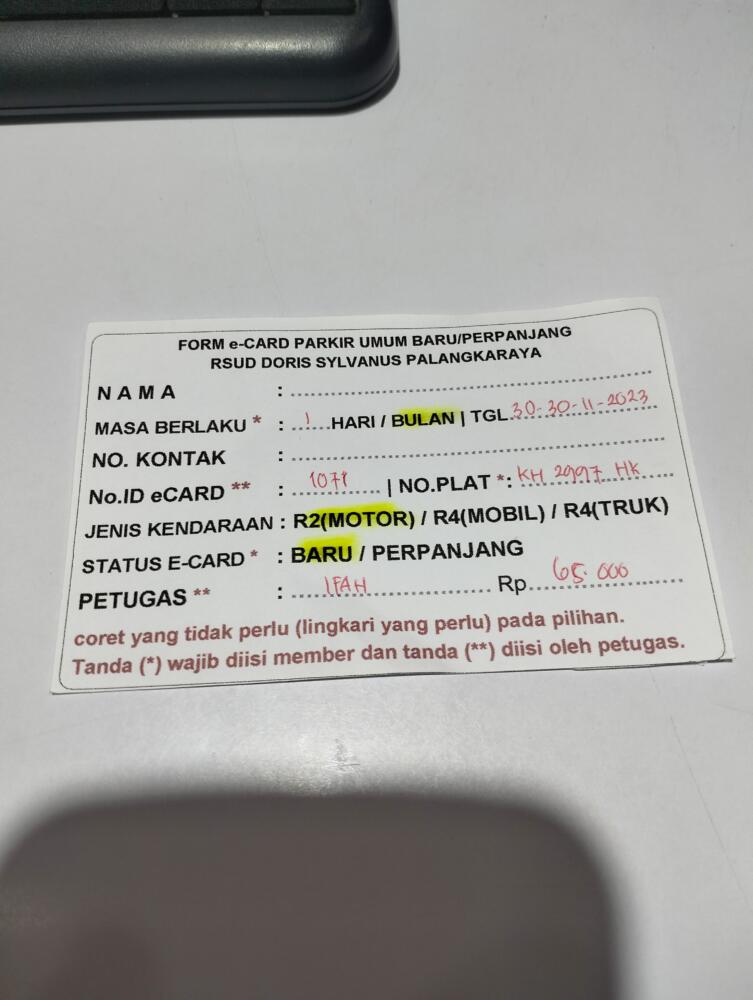 FORM e-CARD PARKIR UMUM BARU/PERPANJANG
RSUD DORIS SYLVANUS PALANGKARAYA
N A M A : ..........
MASA BERLAKU * : ..1...HARI / BULAN | TGL.30-30-11-2023
NO. KONTAK : ..........
No.ID eCARD ** : .......... | NO.PLAT *: KH 2997 HK
JENIS KENDARAAN : R2(MOTOR) / R4(MOBIL) / R4(TRUK)
STATUS E-CARD * : BARU / PERPANJANG
PETUGAS ** : IFAH Rp. 65.000
coret yang tidak perlu (lingkari yang perlu) pada pilihan.
Tanda (*) wajib diisi member dan tanda (**) diisi oleh petugas.